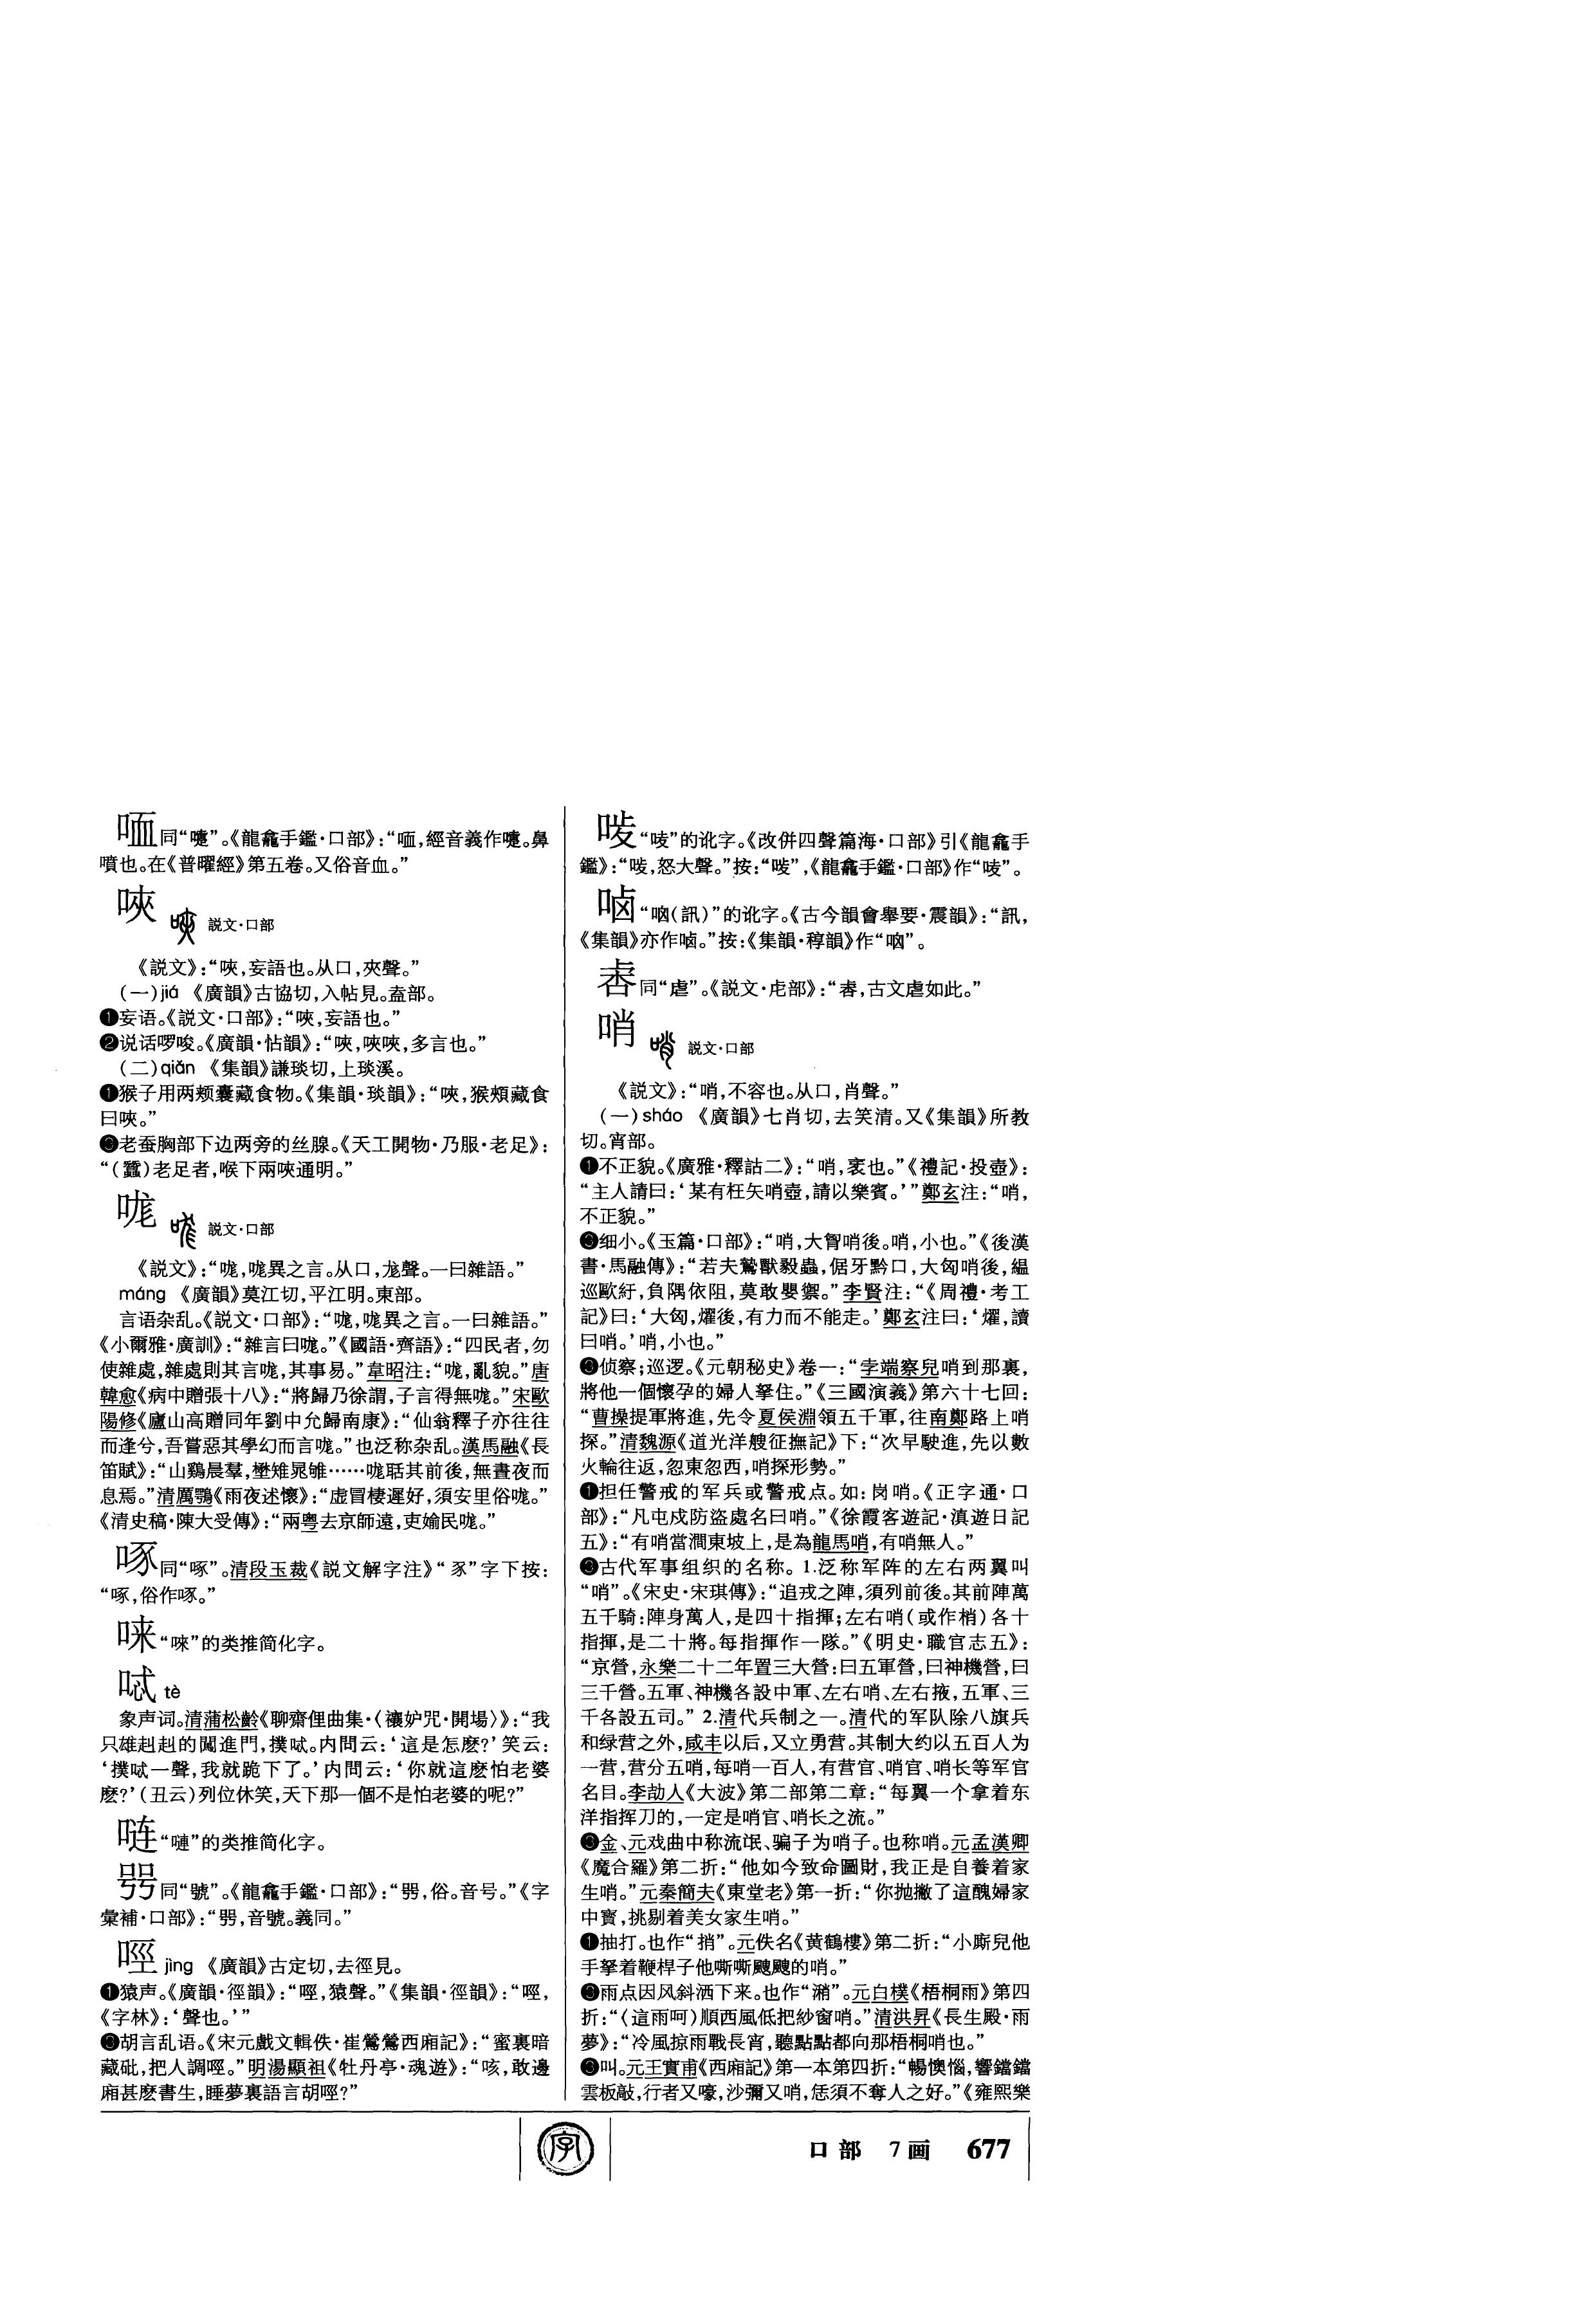 同“嚏”。《龍龕手鑑·口部》：“𠱐，經音義作嚏。鼻
噴也。在《普曜經》第五卷。又俗音血。”
唊 説文·口部
《説文》：“唊，妄語也。从口，夾聲。”
（一）jiá 《廣韻》古協切，入帖見。盍部。
❶妄语。《説文·口部》：“唊，妄語也。”
❷说话啰唆。《廣韻·怗韻》：“唊，唊唊，多言也。”
（二）qiǎn 《集韻》謙琰切，上琰溪。
❶猴子用两颊囊藏食物。《集韻·琰韻》：“唊，猴頰藏食
曰唊。”
❸老蚕胸部下边两旁的丝腺。《天工開物·乃服·老足》：
“（蠶）老足者，喉下兩唊通明。”
哤 説文·口部
《説文》：“哤，哤異之言。从口，尨聲。一曰雜語。”
máng 《廣韻》莫江切，平江明。東部。
言语杂乱。《説文·口部》：“哤，哤異之言。一曰雜語。”
《小爾雅·廣訓》：“雜言曰哤。”《國語·齊語》：“四民者，勿
使雜處，雜處則其言哤，其事易。”韋昭注：“哤，亂貌。”唐
韓愈《病中贈張十八》：“將歸乃徐謂，子言得無哤。”宋歐
陽修《廬山高贈同年劉中允歸南康》：“仙翁釋子亦往往
而逢兮，吾嘗惡其學幻而言哤。”也泛称杂乱。漢馬融《長
笛賦》：“山鷄晨羣，壄雉晁雊……哤聒其前後，無晝夜而
息焉。”清厲鶚《雨夜述懷》：“虛冒棲遲好，須安里俗哤。”
《清史稿·陳大受傳》：“兩粤去京師遠，吏媮民哤。”
啄 同“啄”。清段玉裁《説文解字注》“豖”字下按：
“啄，俗作啄。”
唻 “唻”的类推简化字。
㖀 tè
象声词。清蒲松齡《聊齋俚曲集·〈禳妒咒·開場〉》：“我
只雄赳赳的闖進門，撲㖀。内問云：‘這是怎麽？’笑云：
‘撲㖀一聲，我就跪下了。’内問云：‘你就這麽怕老婆
麽？’（丑云）列位休笑，天下那一個不是怕老婆的呢？”
𪠳 “嗹”的类推简化字。
同“號”。《龍龕手鑑·口部》：“㖾，俗。音号。”《字
彙補·口部》：“㖾，音號。義同。”
哐 jìng 《廣韻》古定切，去徑見。
❶猿声。《廣韻·徑韻》：“𠲮，猿聲。”《集韻·徑韻》：“𠲮，
《字林》：‘聲也。’”
❸胡言乱语。《宋元戲文輯佚·崔鶯鶯西廂記》：“蜜裏暗
藏砒，把人調𠲮。”明湯顯祖《牡丹亭·魂遊》：“咳，敢邊
廂甚麽書生，睡夢裏語言胡𠲮？”
“唛”的讹字。《改併四聲篇海·口部》引《龍龕手
鑑》：“㖫，怒大聲。”按：“㖫”，《龍龕手鑑·口部》作“㖫”。
“㕼（訊）”的讹字。《古今韻會舉要·震韻》：“訊，
《集韻》亦作㖃。”按：《集韻·稕韻》作“㕼”。
同“虐”。《説文·虍部》：“𠱫，古文虐如此。”
哨 説文·口部
《説文》：“哨，不容也。从口，肖聲。”
（一）shào 《廣韻》七肖切，去笑清。又《集韻》所教
切。宵部。
❶不正貌。《廣雅·釋詁二》：“哨，衺也。”《禮記·投壺》：
“主人請曰：‘某有枉矢哨壺，請以樂賓。’”鄭玄注：“哨，
不正貌。”
❸细小。《玉篇·口部》：“哨，大胷哨後。哨，小也。”《後漢
書·馬融傳》：“若夫鷙獸毅蟲，倨牙黔口，大匈哨後，緼
巡歐紆，負隅依阻，莫敢嬰禦。”李賢注：“《周禮·考工
記》曰：‘大匈，燿後，有力而不能走。’鄭玄注曰：‘燿，讀
曰哨。’哨，小也。”
❸侦察；巡逻。《元朝秘史》卷一：“孛端察兒哨到那裏，
將他一個懷孕的婦人拏住。”《三國演義》第六十七回：
“曹操提軍將進，先令夏侯淵領五千軍，往南鄭路上哨
探。”清魏源《道光洋艘征撫記》下：“次早駛進，先以數
火輪往返，忽東忽西，哨探形勢。”
❶担任警戒的军兵或警戒点。如：岗哨。《正字通·口
部》：“凡屯戍防盜處名曰哨。”《徐霞客遊記·滇遊日記
五》：“有哨當澗東坡上，是為龍馬哨，有哨無人。”
❸古代军事组织的名称。1.泛称军阵的左右两翼叫
“哨”。《宋史·宋琪傳》：“追戎之陣，須列前後。其前陣萬
五千騎：陣身萬人，是四十指揮；左右哨（或作梢）各十
指揮，是二十將。每指揮作一隊。”《明史·職官志五》：
“京營，永樂二十二年置三大營：曰五軍營，曰神機營，曰
三千營。五軍、神機各設中軍、左右哨、左右掖，五軍、三
千各設五司。” 2.清代兵制之一。清代的军队除八旗兵
和绿营之外，咸丰以后，又立勇营。其制大约以五百人为
一营，营分五哨，每哨一百人，有营官、哨官、哨长等军官
名目。李劼人《大波》第二部第二章：“每翼一个拿着东
洋指挥刀的，一定是哨官、哨长之流。”
❸金、元戏曲中称流氓、骗子为哨子。也称哨。元孟漢卿
《魔合羅》第二折：“他如今致命圖財，我正是自養着家
生哨。”元秦簡夫《東堂老》第一折：“你抛撇了這醜婦家
中寳，挑剔着美女家生哨。”
❶抽打。也作“捎”。元佚名《黄鶴樓》第二折：“小廝兒他
手拏着鞭桿子他嘶嘶颼颼的哨。”
❸雨点因风斜洒下来。也作“潲”。元白樸《梧桐雨》第四
折：“（這雨呵）順西風低把紗窗哨。”清洪昇《長生殿·雨
夢》：“冷風掠雨戰長宵，聽點點都向那梧桐哨也。”
❸叫。元王實甫《西廂記》第一本第四折：“暢懊惱，響鐺鐺
雲板敲，行者又嚎，沙彌又哨，恁須不奪人之好。”《雍熙樂
字
口部 7画 677